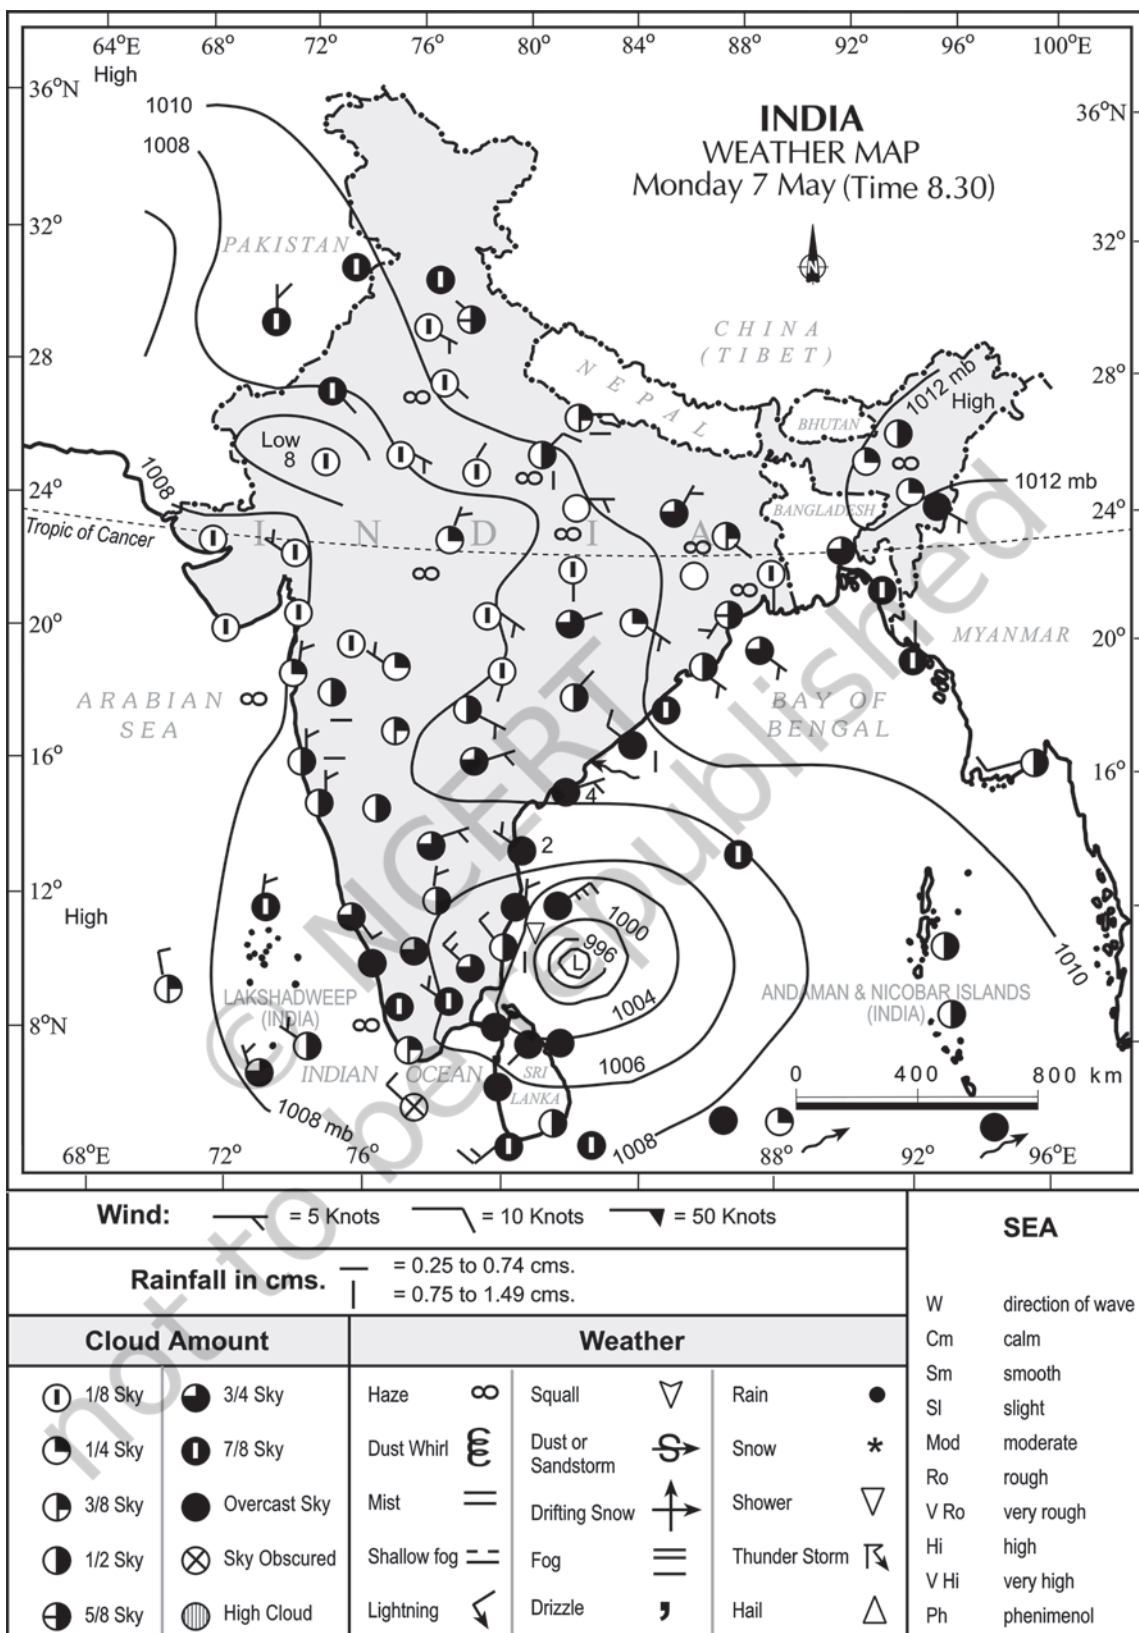 64°E 68° 72° 76° 80° 84° 88° 92° 96° 100°E
High
36°N
1010
36°N
1008
INDIA
WEATHER MAP
Monday 7 May (Time 8.30)
32°
PAKISTAN
N
32°
CHINA
(TIBET)
28
NEPAL
28°
1012 mb
High
BHUTAN
Low
8
1008
24°
1012 mb
BANGLADESH
24°
Tropic of Cancer
INDIA
20°
20°
MYANMAR
ARABIAN
SEA
BAY OF
BENGAL
16°
16°
4
2
12°
High
1000
996
L
1010
LAKSHADWEEP
(INDIA)
1004
ANDAMAN & NICOBAR ISLANDS
(INDIA)
8°N
1006
INDIAN OCEAN
SRI
LANKA
0 400 800 km
1008 mb
1008
68°E 72° 76° 88° 92° 96°E
© NCERT
not to be republished
Wind: = 5 Knots = 10 Knots = 50 Knots
Rainfall in cms. = 0.25 to 0.74 cms.
= 0.75 to 1.49 cms.
Cloud Amount
1/8 Sky 3/4 Sky
1/4 Sky 7/8 Sky
3/8 Sky Overcast Sky
1/2 Sky Sky Obscured
5/8 Sky High Cloud
Weather
Haze Squall Rain
Dust Whirl Dust or
Sandstorm Snow
Mist Drifting Snow Shower
Shallow fog Fog Thunder Storm
Lightning Drizzle Hail
SEA
W direction of wave
Cm calm
Sm smooth
Sl slight
Mod moderate
Ro rough
V Ro very rough
Hi high
V Hi very high
Ph phenimenol